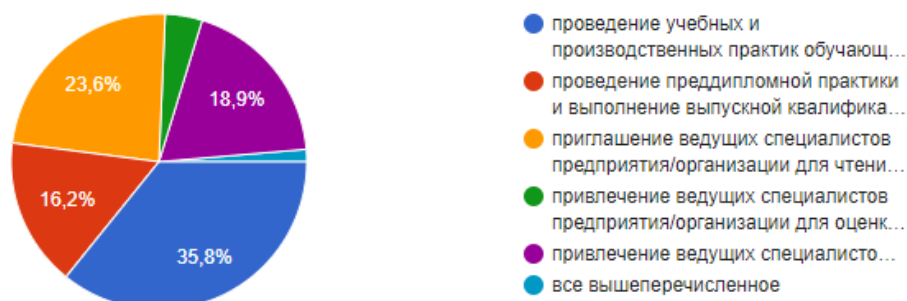 23,6%
18,9%
16,2%
35,8%
проведение учебных и
производственных практик обучающ...
проведение преддипломной практики
и выполнение выпускной квалифика...
приглашение ведущих специалистов
предприятия/организации для чтени...
привлечение ведущих специалистов
предприятия/организации для оценк...
привлечение ведущих специалисто...
все вышеперечисленное